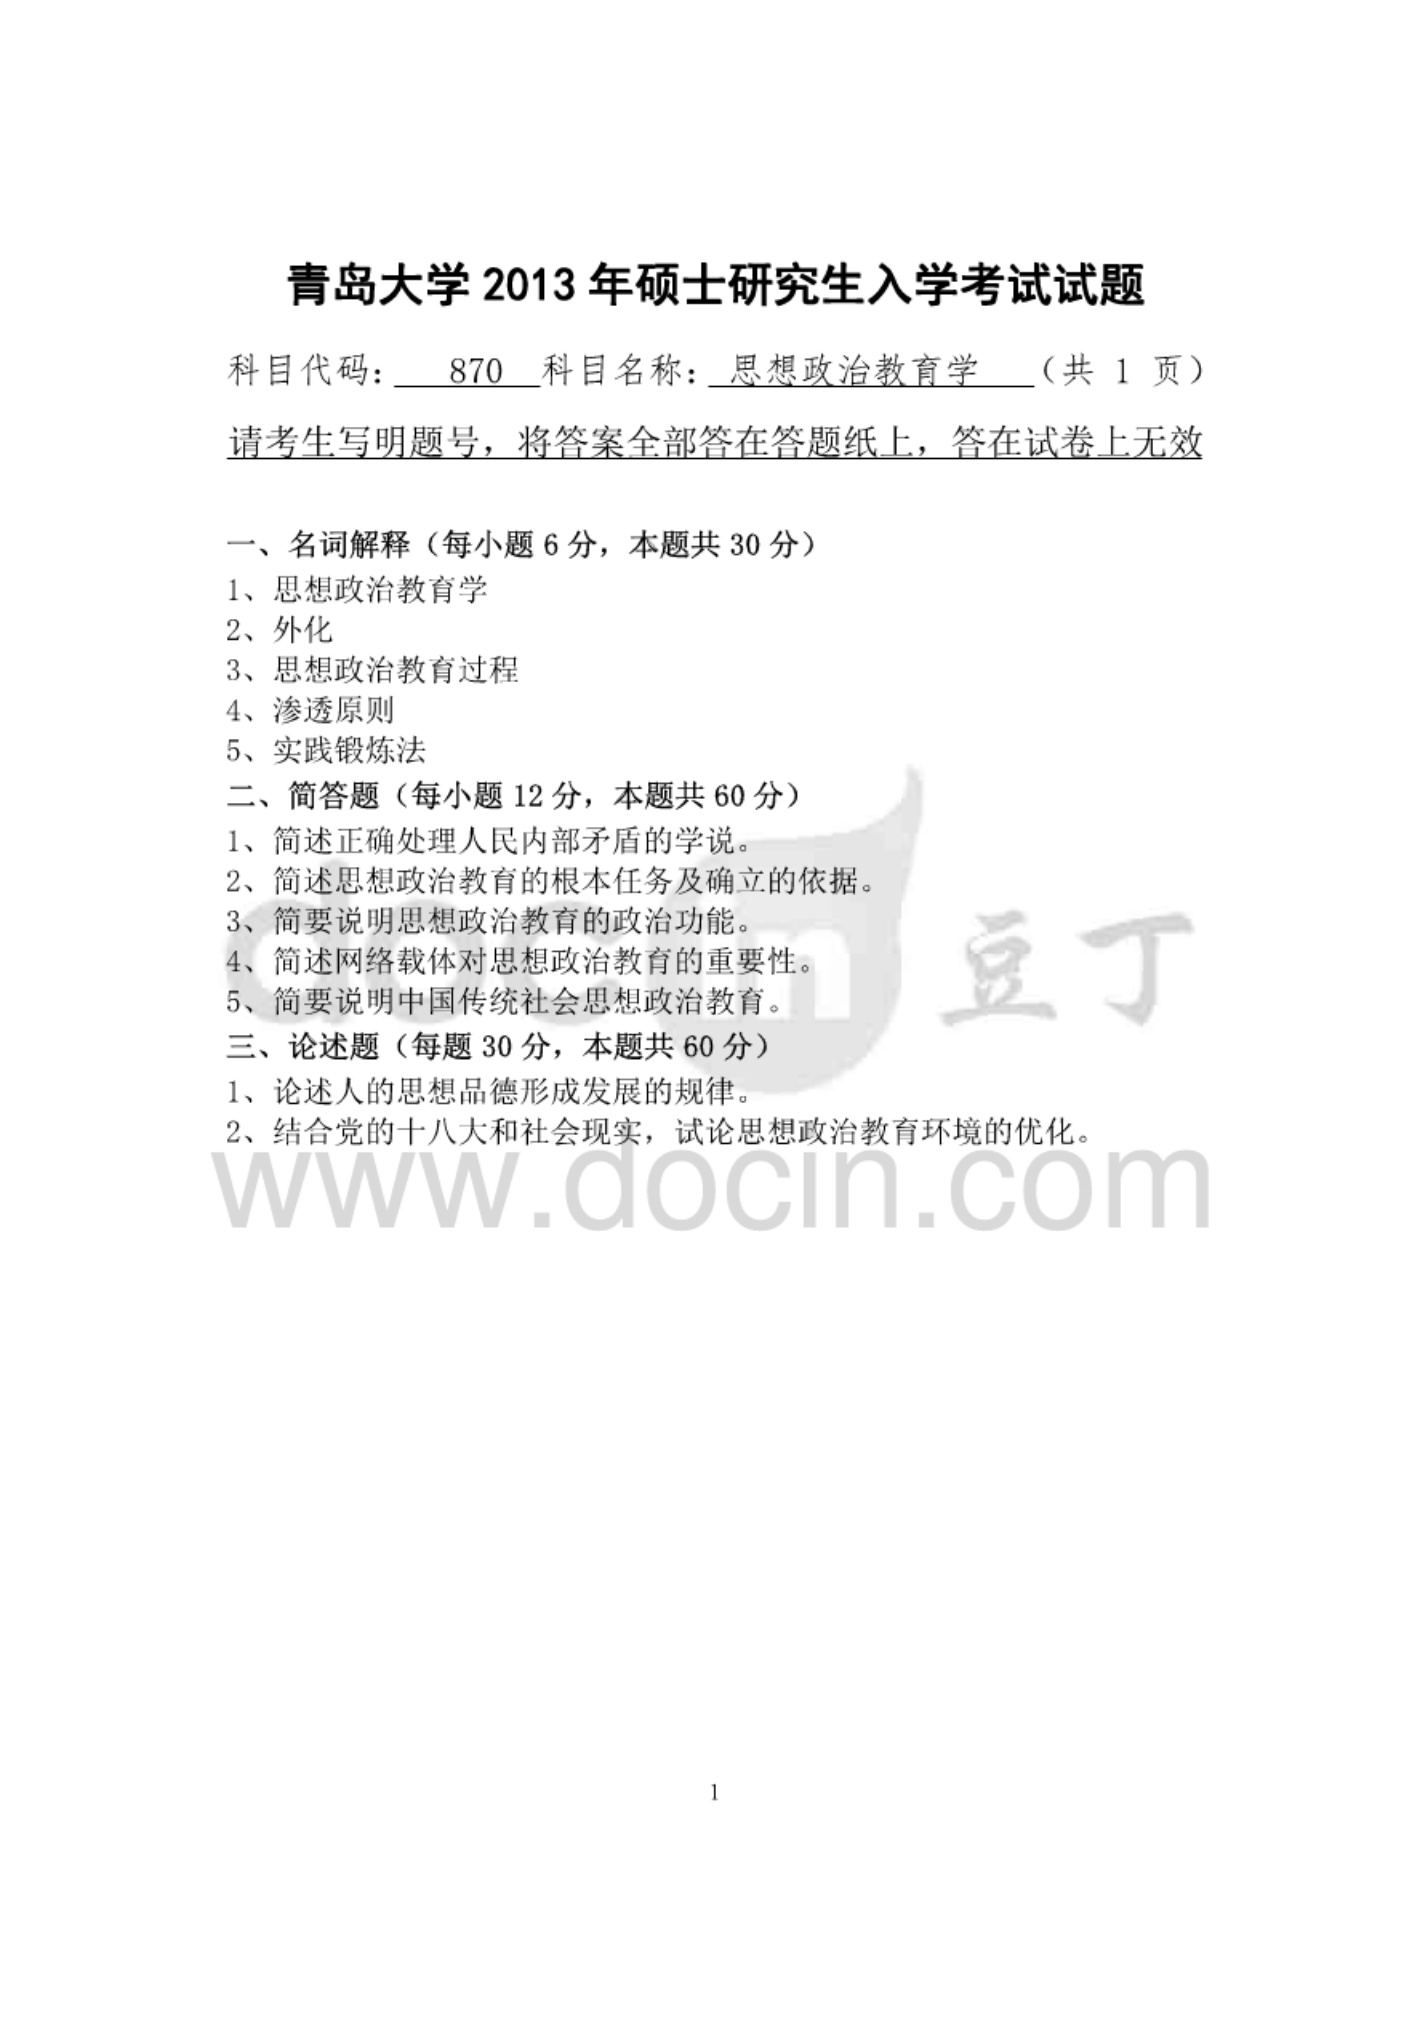 青岛大学 2013 年硕士研究生入学考试试题
科目代码： 870 科目名称： 思想政治教育学 （共 1 页）
请考生写明题号，将答案全部答在答题纸上，答在试卷上无效
一、名词解释（每小题 6 分，本题共 30 分）
1、思想政治教育学
2、外化
3、思想政治教育过程
4、渗透原则
5、实践锻炼法
二、简答题（每小题 12 分，本题共 60 分）
1、简述正确处理人民内部矛盾的学说。
2、简述思想政治教育的根本任务及确立的依据。
3、简要说明思想政治教育的政治功能。
4、简述网络载体对思想政治教育的重要性。
5、简要说明中国传统社会思想政治教育。
docin 豆丁
三、论述题（每题 30 分，本题共 60 分）
1、论述人的思想品德形成发展的规律。
2、结合党的十八大和社会现实，试论思想政治教育环境的优化。
www.docin.com
1